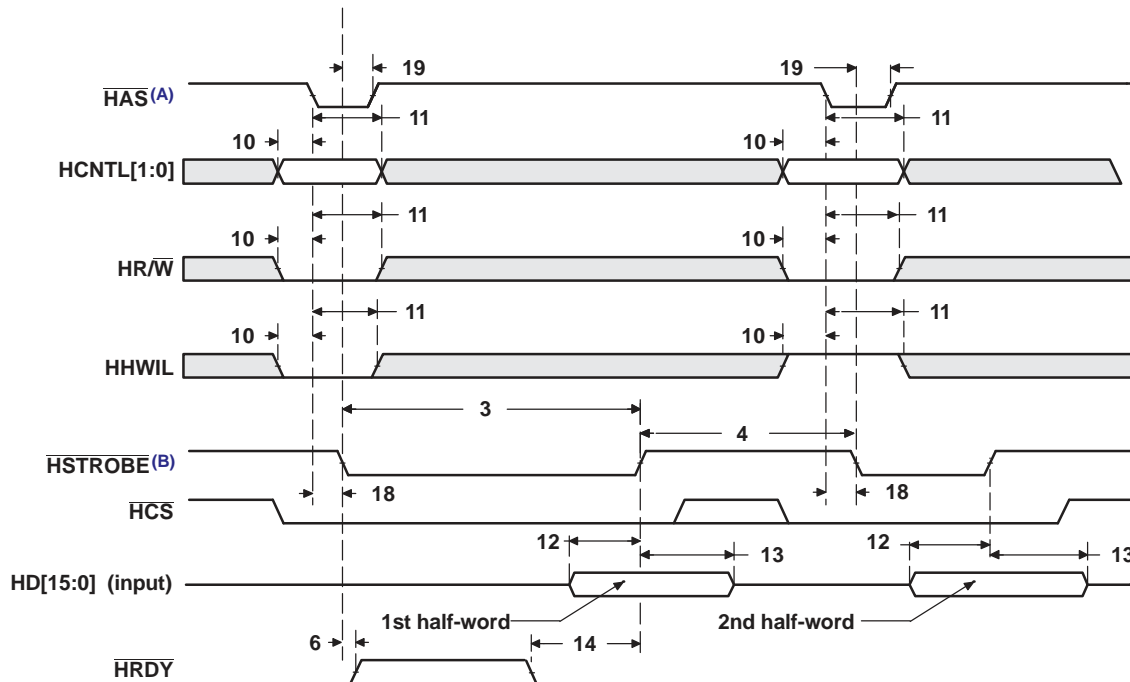 19
19
HAS (A)
11
11
10
10
HCNTL[1:0]
11
11
10
10
HR/W
11
11
10
10
HHWIL
3
4
HSTROBE (B)
18
18
HCS
12
13
12
13
HD[15:0] (input)
1st half-word
2nd half-word
6
14
HRDY